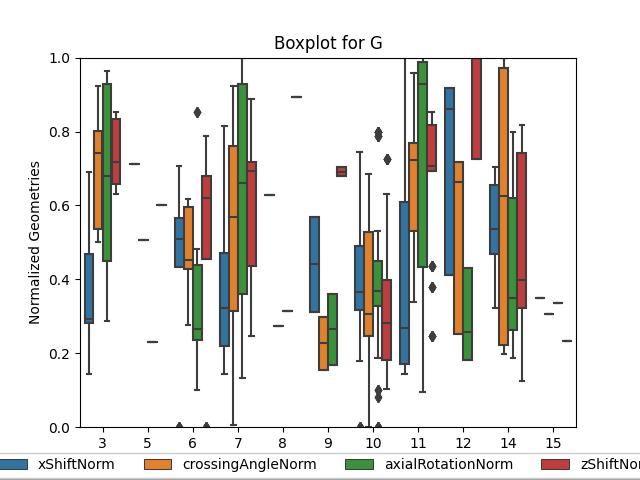 Boxplot for G
Normalized Geometries
1.0
0.8
0.6
0.4
0.2
0.0
3 5 6 7 8 9 10 11 12 14 15
xShiftNorm crossingAngleNorm axialRotationNorm zShiftNor